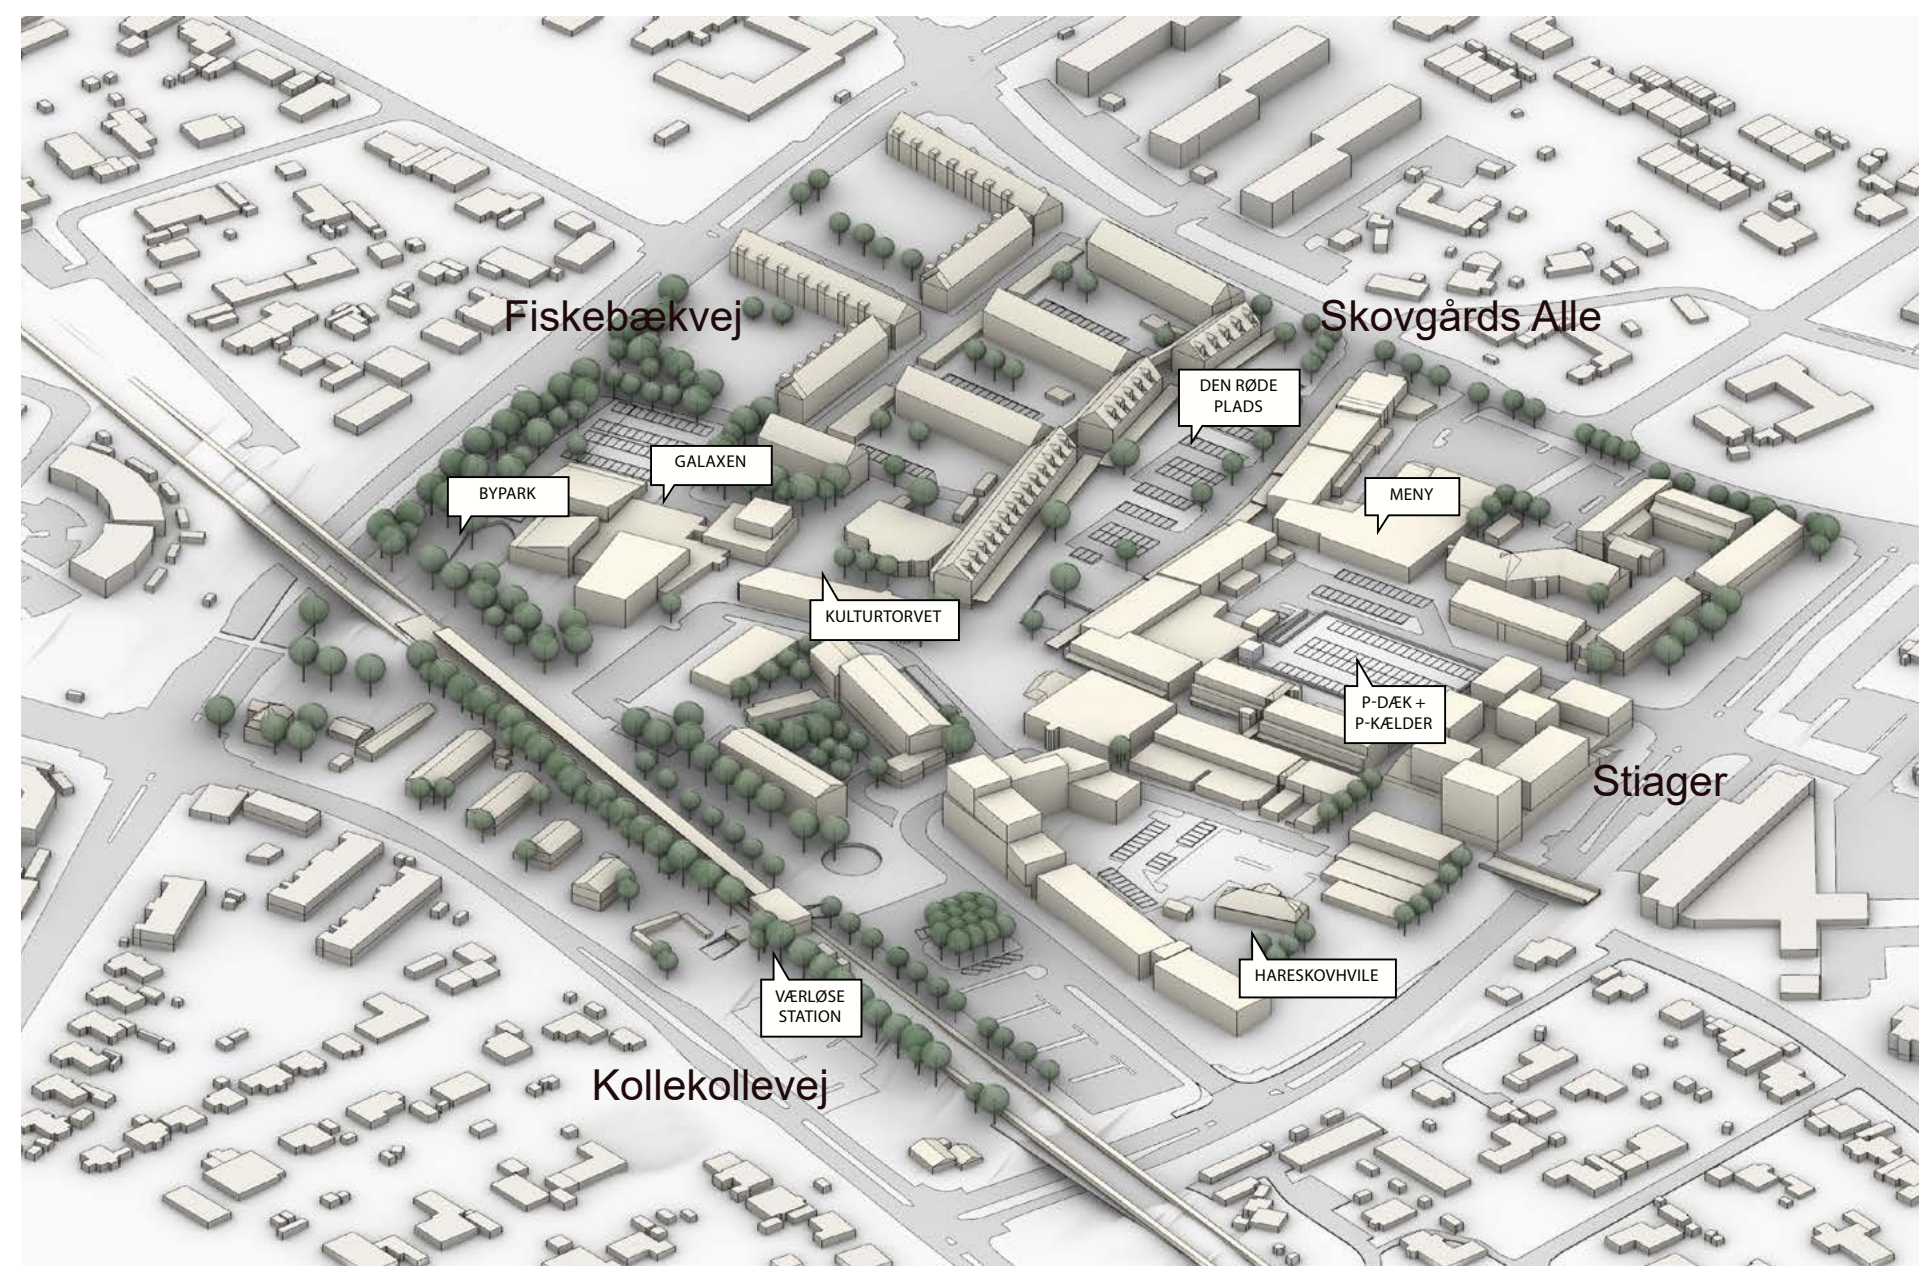 Fiskebækvej
Skovgårds Alle
DEN RØDE
PLADS
GALAXEN
BYPARK
MENY
KULTURTORVET
P-DÆK +
P-KÆLDER
Stiager
HARESKOVHVILE
VÆRLØSE
STATION
Kollekollevej